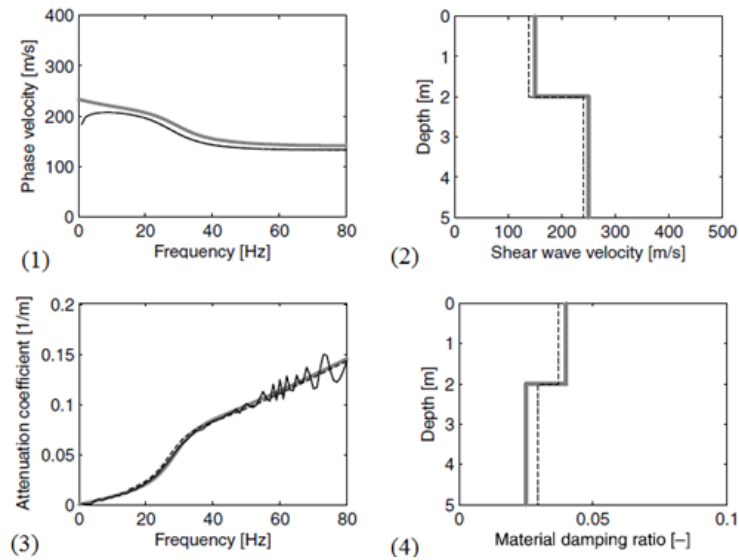 400
300
200
100
0
Phase velocity [m/s]
0 20 40 60 80
Frequency [Hz]
(1)
0
1
2
3
4
5
Depth [m]
0 100 200 300 400 500
Shear wave velocity [m/s]
(2)
0.2
0.15
0.1
0.05
0
Attenuation coefficient [1/m]
0 20 40 60 80
Frequency [Hz]
(3)
0
1
2
3
4
5
Depth [m]
0 0.05 0.1
Material damping ratio [–]
(4)